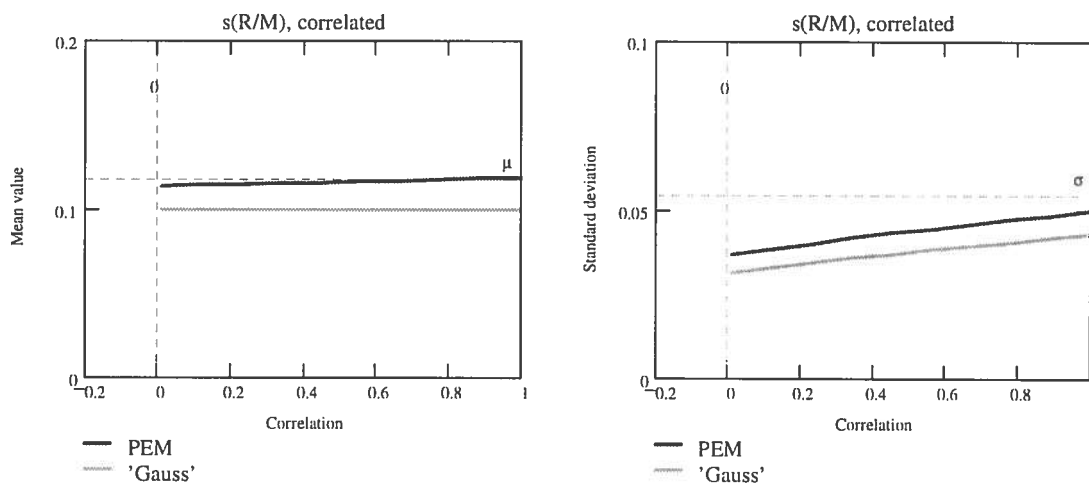 s(R/M), correlated
0.2
0
Mean value
μ
0.1
0
−0.2
0
0.2
0.4
0.6
0.8
1
Correlation
PEM
'Gauss'
s(R/M), correlated
0.1
0
Standard deviation
σ
0.05
0
−0.2
0
0.2
0.4
0.6
0.8
Correlation
PEM
'Gauss'